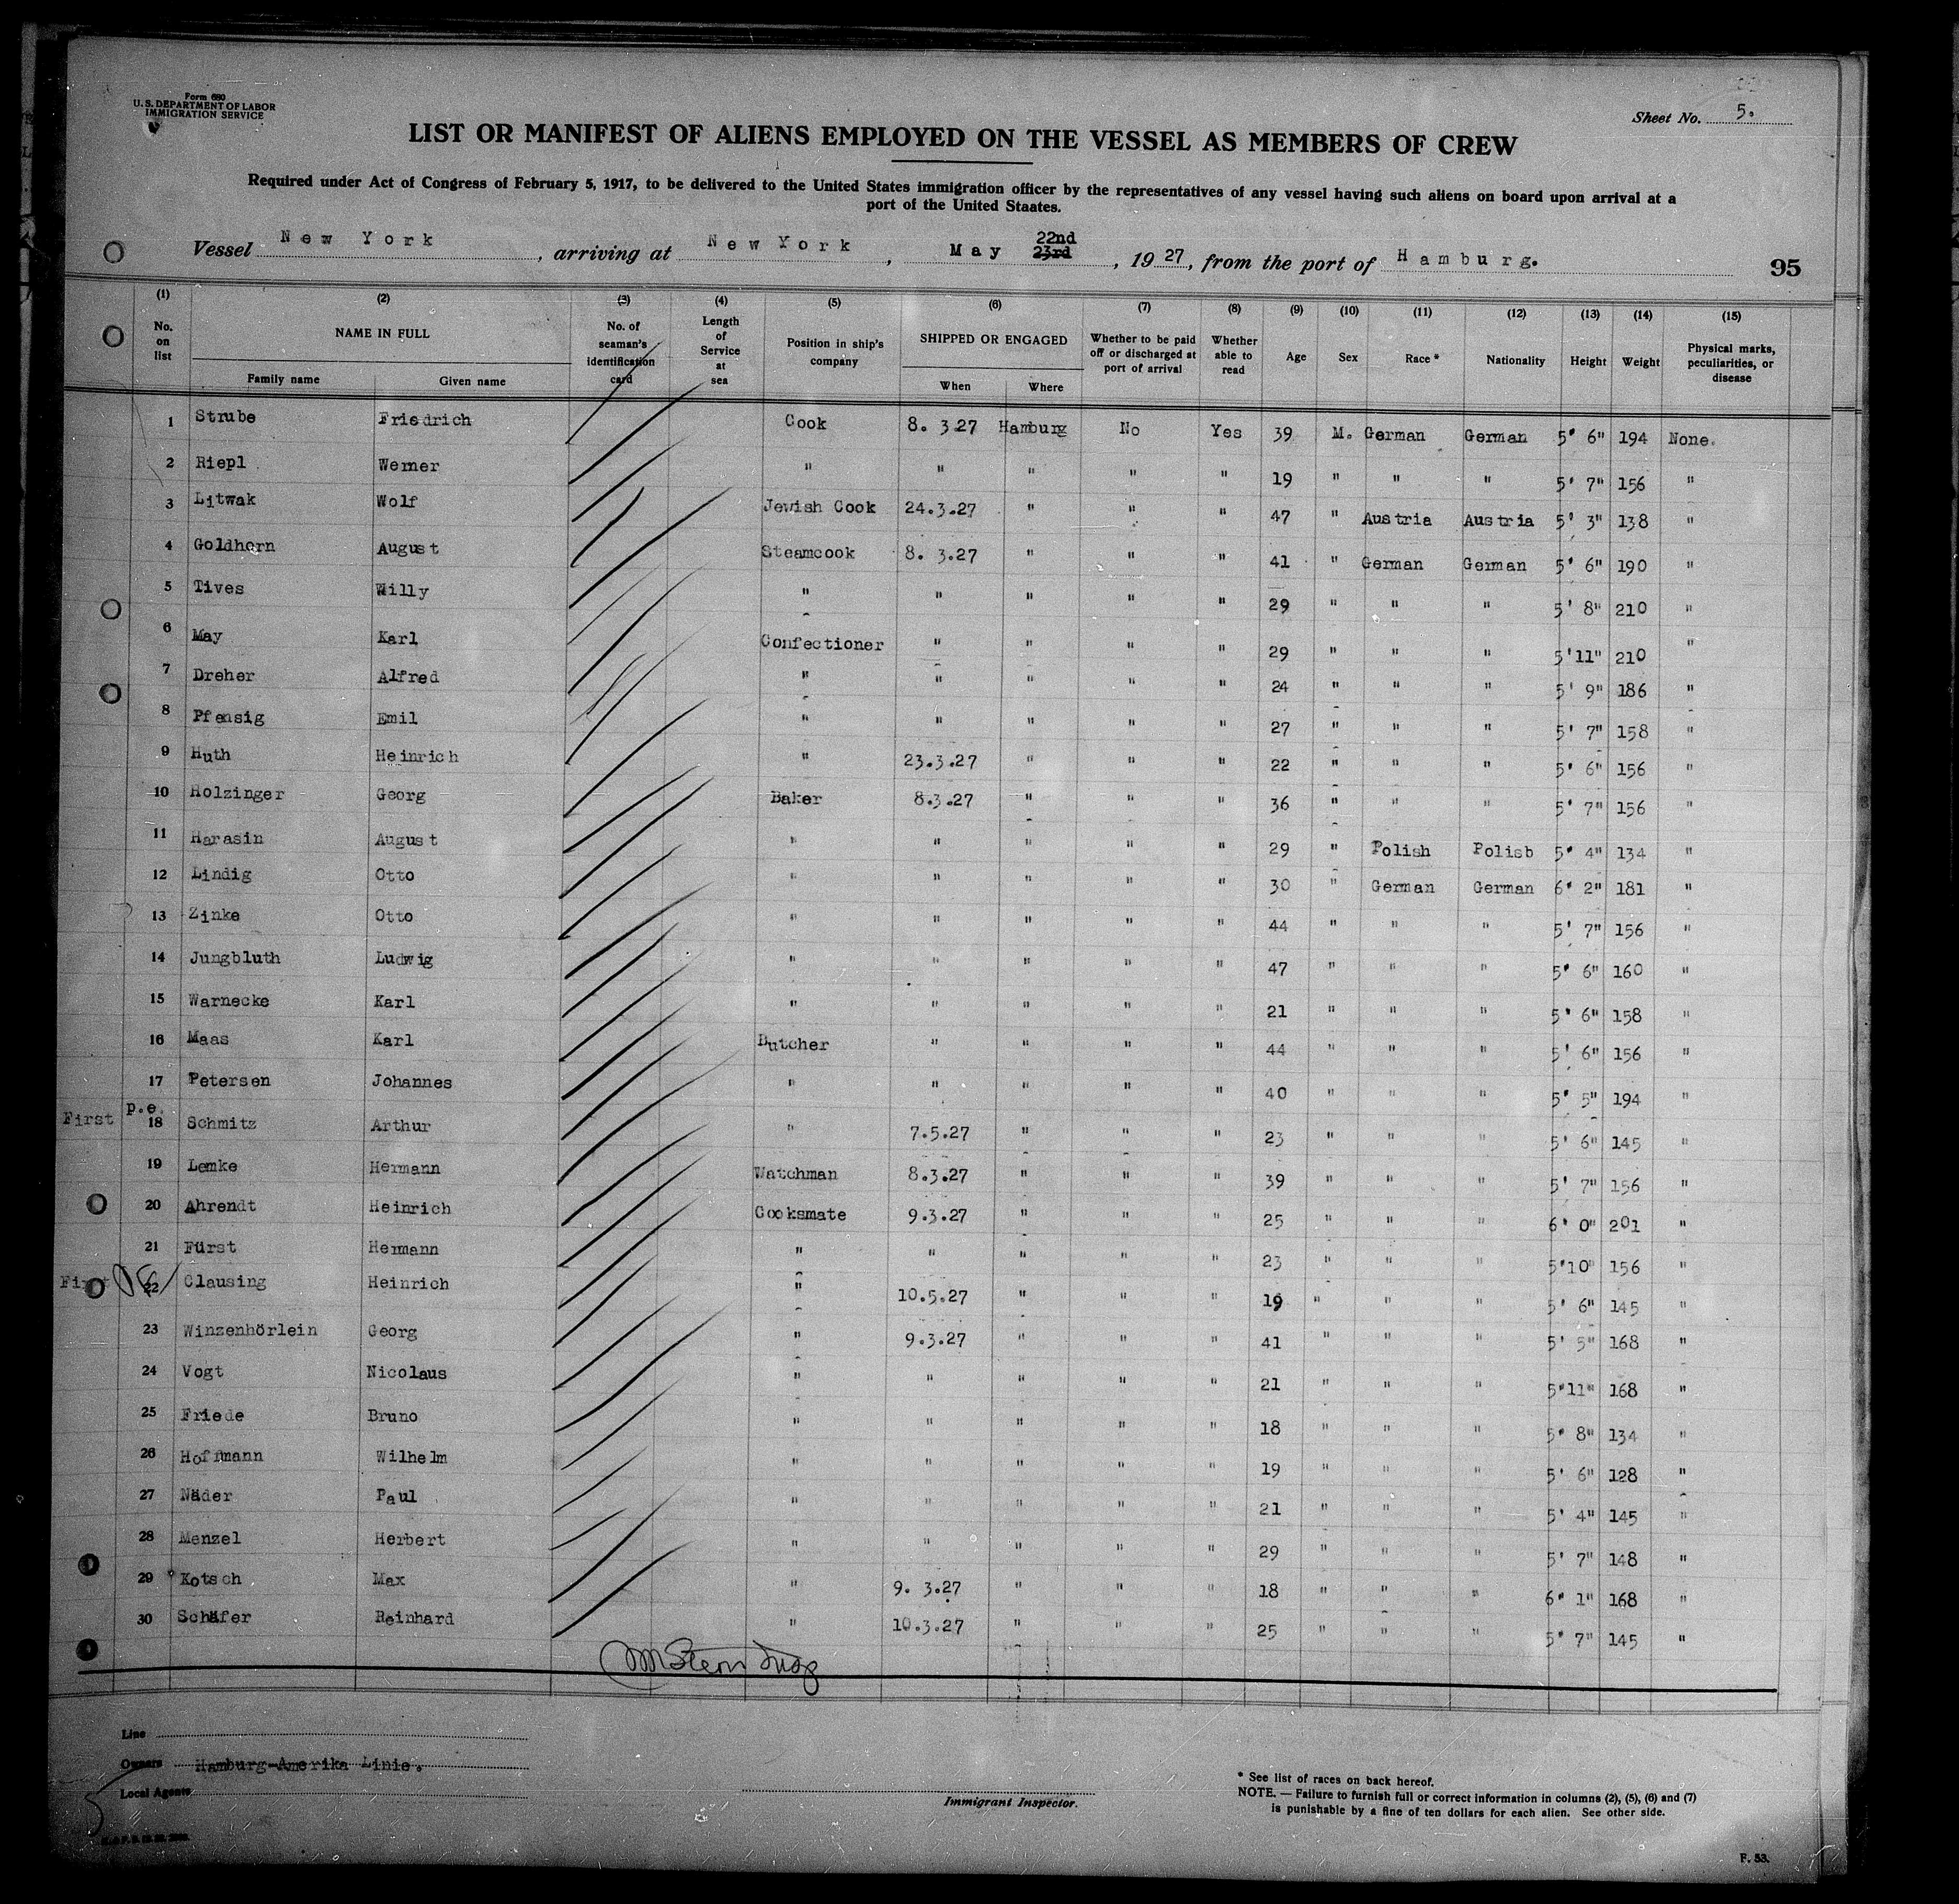 Form 680
U. S. DEPARTMENT OF LABOR
IMMIGRATION SERVICE
Sheet No. 5.
LIST OR MANIFEST OF ALIENS EMPLOYED ON THE VESSEL AS MEMBERS OF CREW
Required under Act of Congress of February 5, 1917, to be delivered to the United States immigration officer by the representatives of any vessel having such aliens on board upon arrival at a
port of the United Staates.
22nd
Vessel New York, arriving at New York, May 23rd, 1927, from the port of Hamburg. 95
(1) (2) (3) (4) (5) (6) (7) (8) (9) (10) (11) (12) (13) (14) (15)
No. on list NAME IN FULL No. of seaman's identification card Length of Service at sea Position in ship's company SHIPPED OR ENGAGED Whether to be paid off or discharged at port of arrival Whether able to read Age Sex Race * Nationality Height Weight Physical marks, peculiarities, or disease
Family name Given name When Where
1 Strube Friedrich Cook 8. 3.27 Hamburg No Yes 39 M. German German 5' 6" 194 None.
2 Riepl Werner " " " " " 19 " " " 5' 7" 156 "
3 Litwak Wolf Jewish Cook 24.3.27 " " " 47 " Austria Austria 5' 3" 138 "
4 Goldhorn August Steamcook 8. 3.27 " " " 41 " German German 5' 6" 190 "
5 Tives Willy " " " " " 29 " " " 5' 8" 210 "
6 May Karl Confectioner " " " " 29 " " " 5'11" 210 "
7 Dreher Alfred " " " " " 24 " " " 5' 9" 186 "
8 Pfensig Emil " " " " " 27 " " " 5' 7" 158 "
9 Huth Heinrich " 23.3.27 " " " 22 " " " 5' 6" 156 "
10 Holzinger Georg Baker 8.3.27 " " " 36 " " " 5' 7" 156 "
11 Harasin August " " " " " 29 " Polish Polish 5' 4" 134 "
12 Lindig Otto " " " " " 30 " German German 6' 2" 181 "
13 Zinke Otto " " " " " 44 " " " 5' 7" 156 "
14 Jungbluth Ludwig " " " " " 47 " " " 5' 6" 160 "
15 Warnecke Karl " " " " " 21 " " " 5' 6" 158 "
16 Maas Karl Butcher " " " " 44 " " " 5' 6" 156 "
17 Petersen Johannes " " " " " 40 " " " 5' 5" 194 "
First p.e. 18 Schmitz Arthur " 7.5.27 " " " 23 " " " 5' 6" 145 "
19 Lemke Hermann Watchman 8.3.27 " " " 39 " " " 5' 7" 156 "
20 Ahrendt Heinrich Cooksmate 9.3.27 " " " 25 " " " 6' 0" 201 "
21 Fürst Hermann " " " " " 23 " " " 5'10" 156 "
First 22 Clausing Heinrich " 10.5.27 " " " 19 " " " 5' 6" 145 "
23 Winzenhörlein Georg " 9.3.27 " " " 41 " " " 5' 5" 168 "
24 Vogt Nicolaus " " " " " 21 " " " 5'11" 168 "
25 Friede Bruno " " " " " 18 " " " 5' 8" 134 "
26 Hoffmann Wilhelm " " " " " 19 " " " 5' 6" 128 "
27 Näder Paul " " " " " 21 " " " 5' 4" 145 "
28 Menzel Herbert " " " " " 29 " " " 5' 7" 148 "
29 Kotsch Max " 9. 3.27 " " " 18 " " " 6' 1" 168 "
30 Schäfer Reinhard " 10.3.27 " " " 25 " " " 5' 7" 145 "
Line
Owners Hamburg-Amerika Linie.
Local Agents
Immigrant Inspector.
* See list of races on back hereof.
NOTE. — Failure to furnish full or correct information in columns (2), (5), (6) and (7)
is punishable by a fine of ten dollars for each alien. See other side.
F. 53.